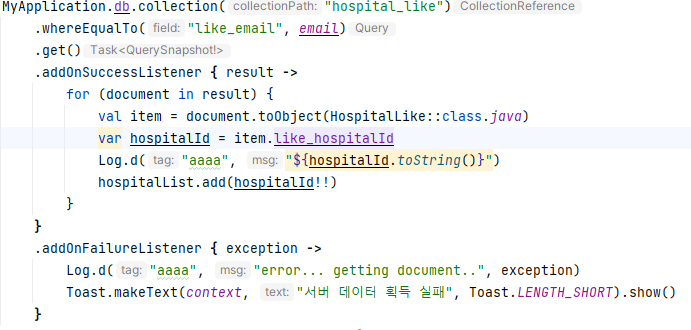 MyApplication.db.collection( collectionPath: "hospital_like") CollectionReference
.whereEqualTo( field: "like_email", email) Query
.get() Task<QuerySnapshot!>
.addOnSuccessListener { result ->
for (document in result) {
val item = document.toObject(HospitalLike::class.java)
var hospitalId = item.like_hospitalId
Log.d( tag: "aaaa", msg: "${hospitalId.toString()}")
hospitalList.add(hospitalId!!)
}
}
.addOnFailureListener { exception ->
Log.d( tag: "aaaa", msg: "error... getting document..", exception)
Toast.makeText(context, text: "서버 데이터 획득 실패", Toast.LENGTH_SHORT).show()
}